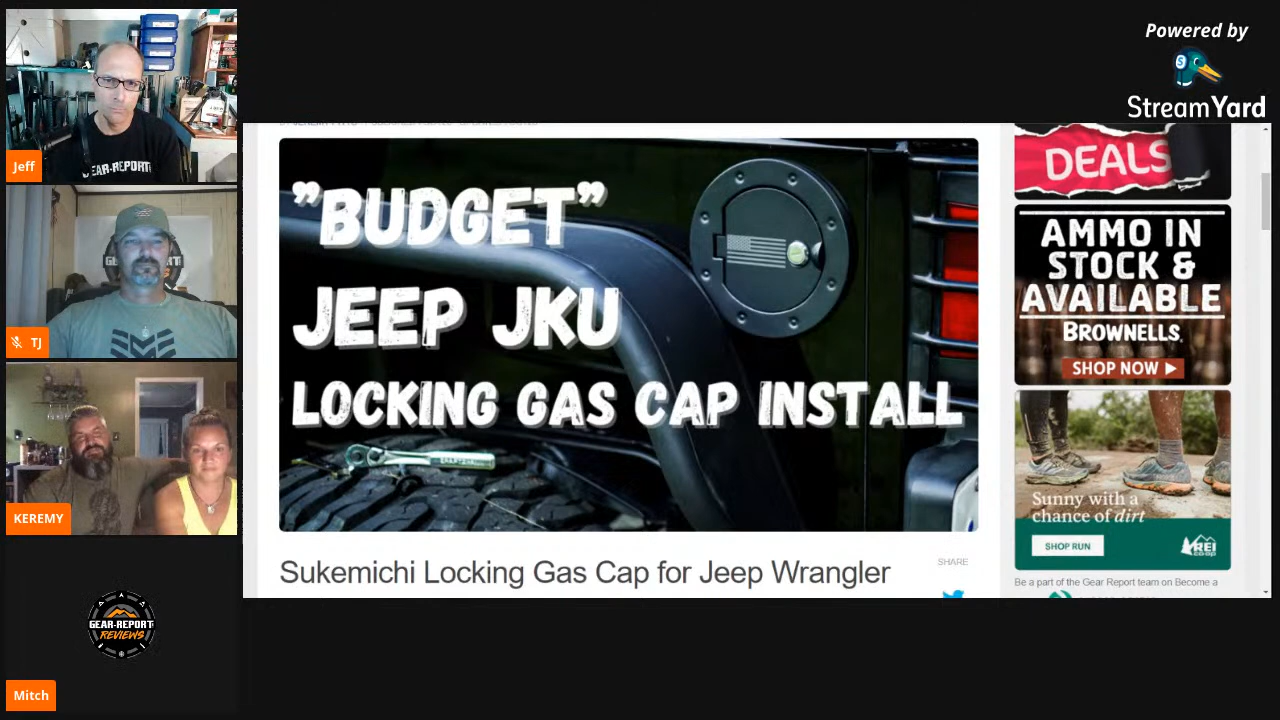 Powered by
StreamYard
Jeff
GEAR-REPORT
TJ
KEREMY
GEAR-REPORT
REVIEWS
Mitch
"BUDGET"
JEEP JKU
LOCKING GAS CAP INSTALL
Sukemichi Locking Gas Cap for Jeep Wrangler
SHARE
DEALS
AMMO IN
STOCK &
AVAILABLE
BROWNELLS
SHOP NOW
Sunny with a
chance of dirt
SHOP RUN
REI
co-op
Be a part of the Gear Report team on Become a